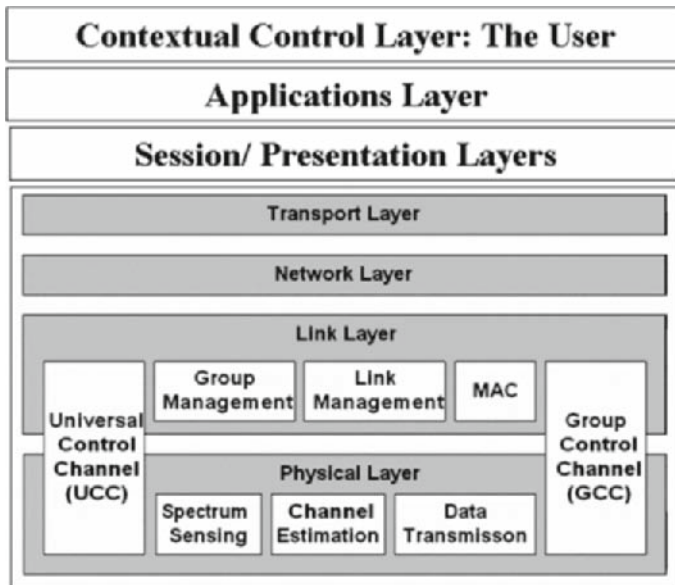 Contextual Control Layer: The User
Applications Layer
Session/ Presentation Layers
Transport Layer
Network Layer
Link Layer
Universal
Control
Channel
(UCC)
Group
Management
Link
Management
MAC
Group
Control
Channel
(GCC)
Physical Layer
Spectrum
Sensing
Channel
Estimation
Data
Transmisson